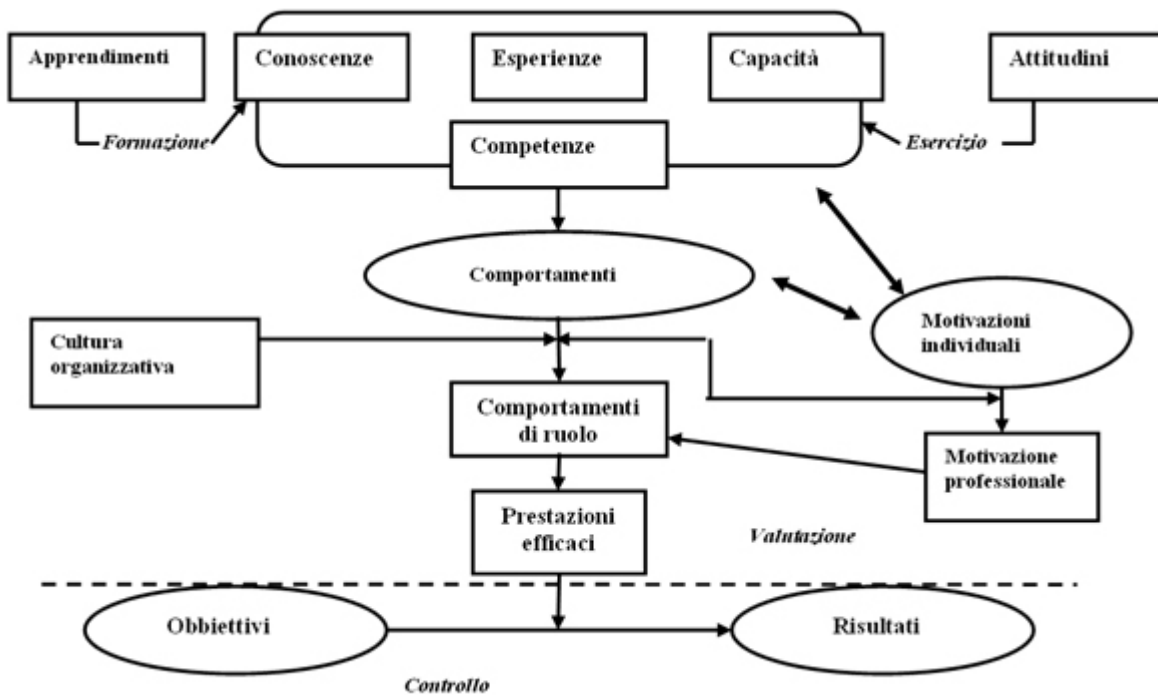 Apprendimenti
Conoscenze
Esperienze
Capacità
Attitudini
Formazione
Competenze
Esercizio
Comportamenti
Motivazioni
individuali
Cultura
organizzativa
Comportamenti
di ruolo
Motivazione
professionale
Prestazioni
efficaci
Valutazione
Obbiettivi
Risultati
Controllo